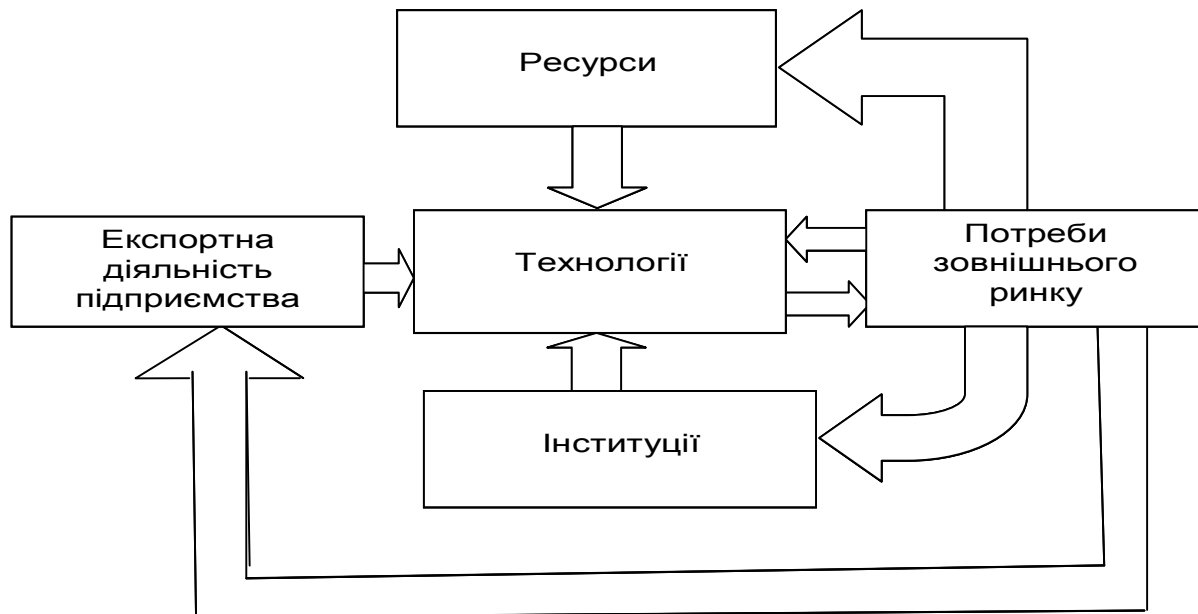 Ресурси
Експортна
діяльність
підприємства
Технології
Потреби
зовнішнього
ринку
Інституції